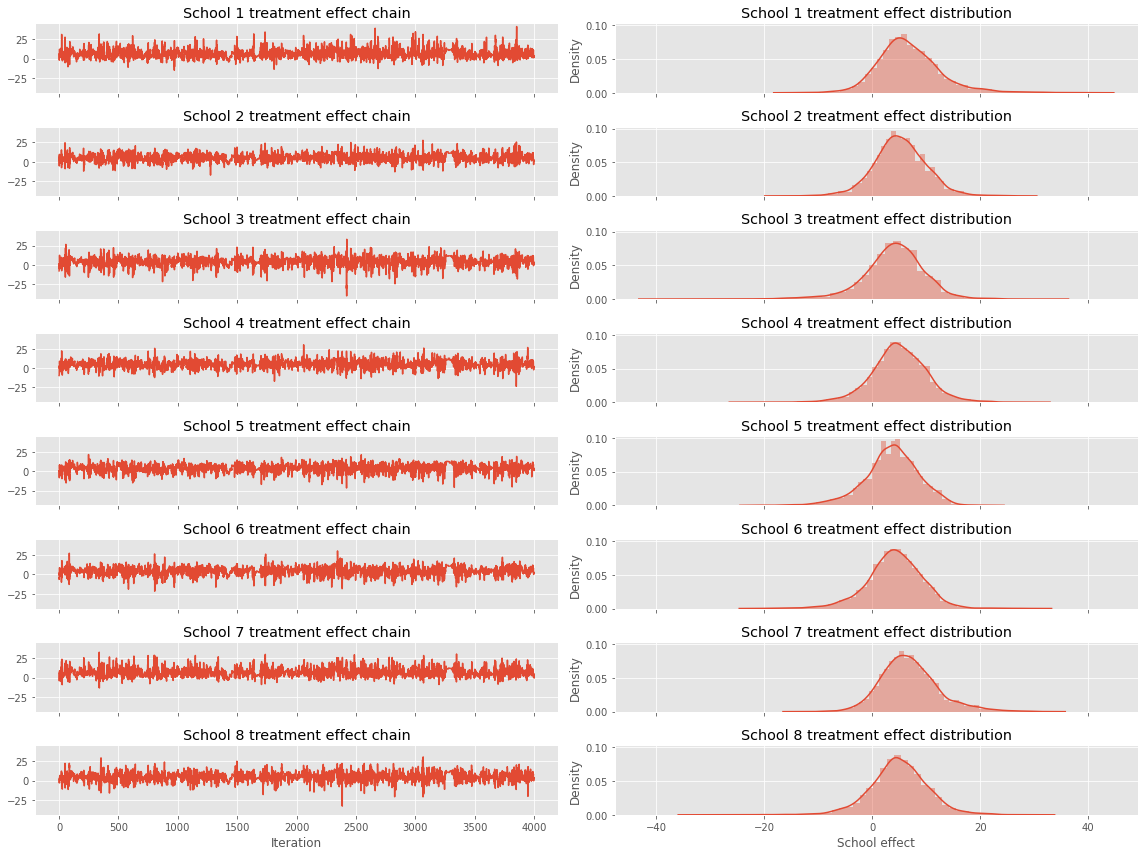 School 1 treatment effect chain
25
0
−25
School 1 treatment effect distribution
Density
0.10
0.05
0.00
School 2 treatment effect chain
25
0
−25
School 2 treatment effect distribution
Density
0.10
0.05
0.00
School 3 treatment effect chain
25
0
−25
School 3 treatment effect distribution
Density
0.10
0.05
0.00
School 4 treatment effect chain
25
0
−25
School 4 treatment effect distribution
Density
0.10
0.05
0.00
School 5 treatment effect chain
25
0
−25
School 5 treatment effect distribution
Density
0.10
0.05
0.00
School 6 treatment effect chain
25
0
−25
School 6 treatment effect distribution
Density
0.10
0.05
0.00
School 7 treatment effect chain
25
0
−25
School 7 treatment effect distribution
Density
0.10
0.05
0.00
School 8 treatment effect chain
25
0
−25
0 500 1000 1500 2000 2500 3000 3500 4000
Iteration
School 8 treatment effect distribution
Density
0.10
0.05
0.00
−40 −20 0 20 40
School effect